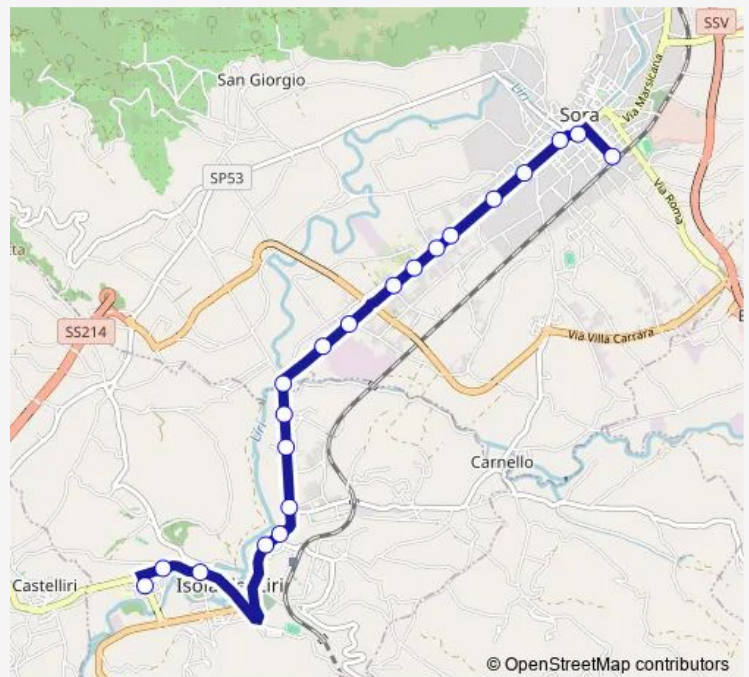 SSV
San Giorgio
Liri
Sora
Via Marsicana
SP53
Via Roma
SS214
Via Villa Carrara
Liri
Carnello
Castelliri
© OpenStreetMap contributors